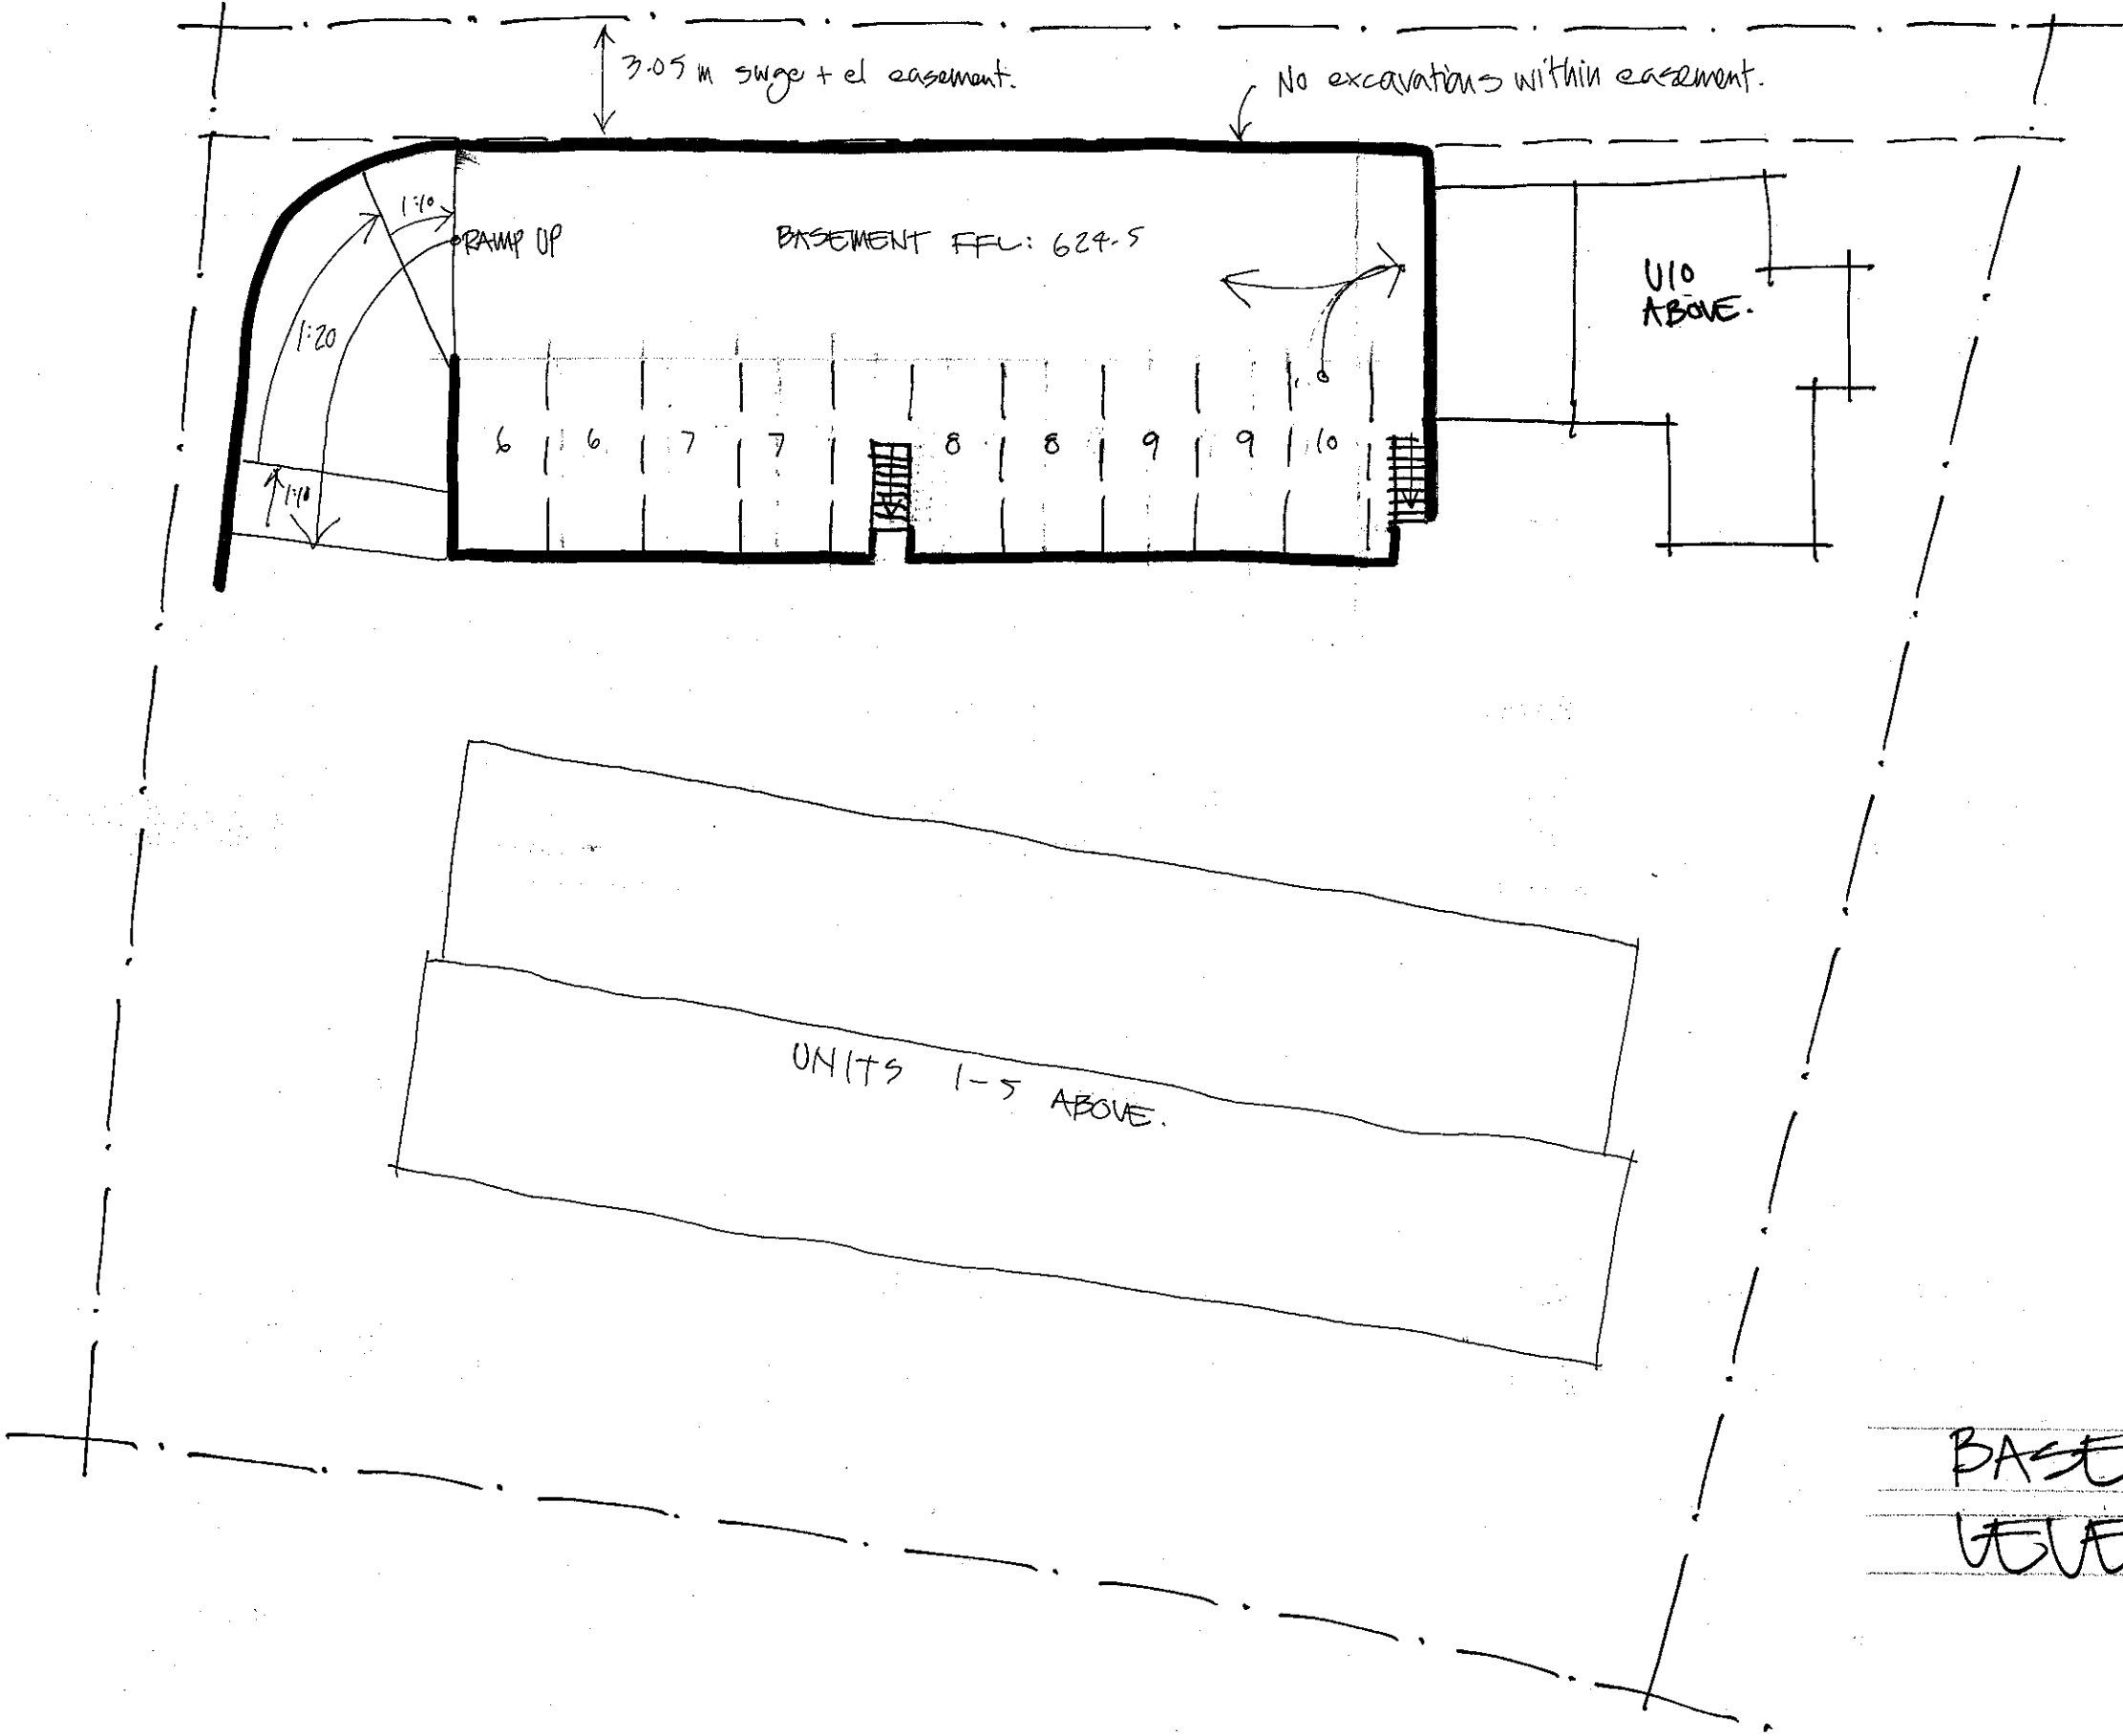 3.05 m swge + el easement.
No excavations within easement.
1:10
RAMP UP
BASEMENT FFL: 624.5
U10
ABOVE.
1:20
6 6 7 7 8 8 9 9 10
1:10
UNITS 1-5 ABOVE.
BASE
LEVE